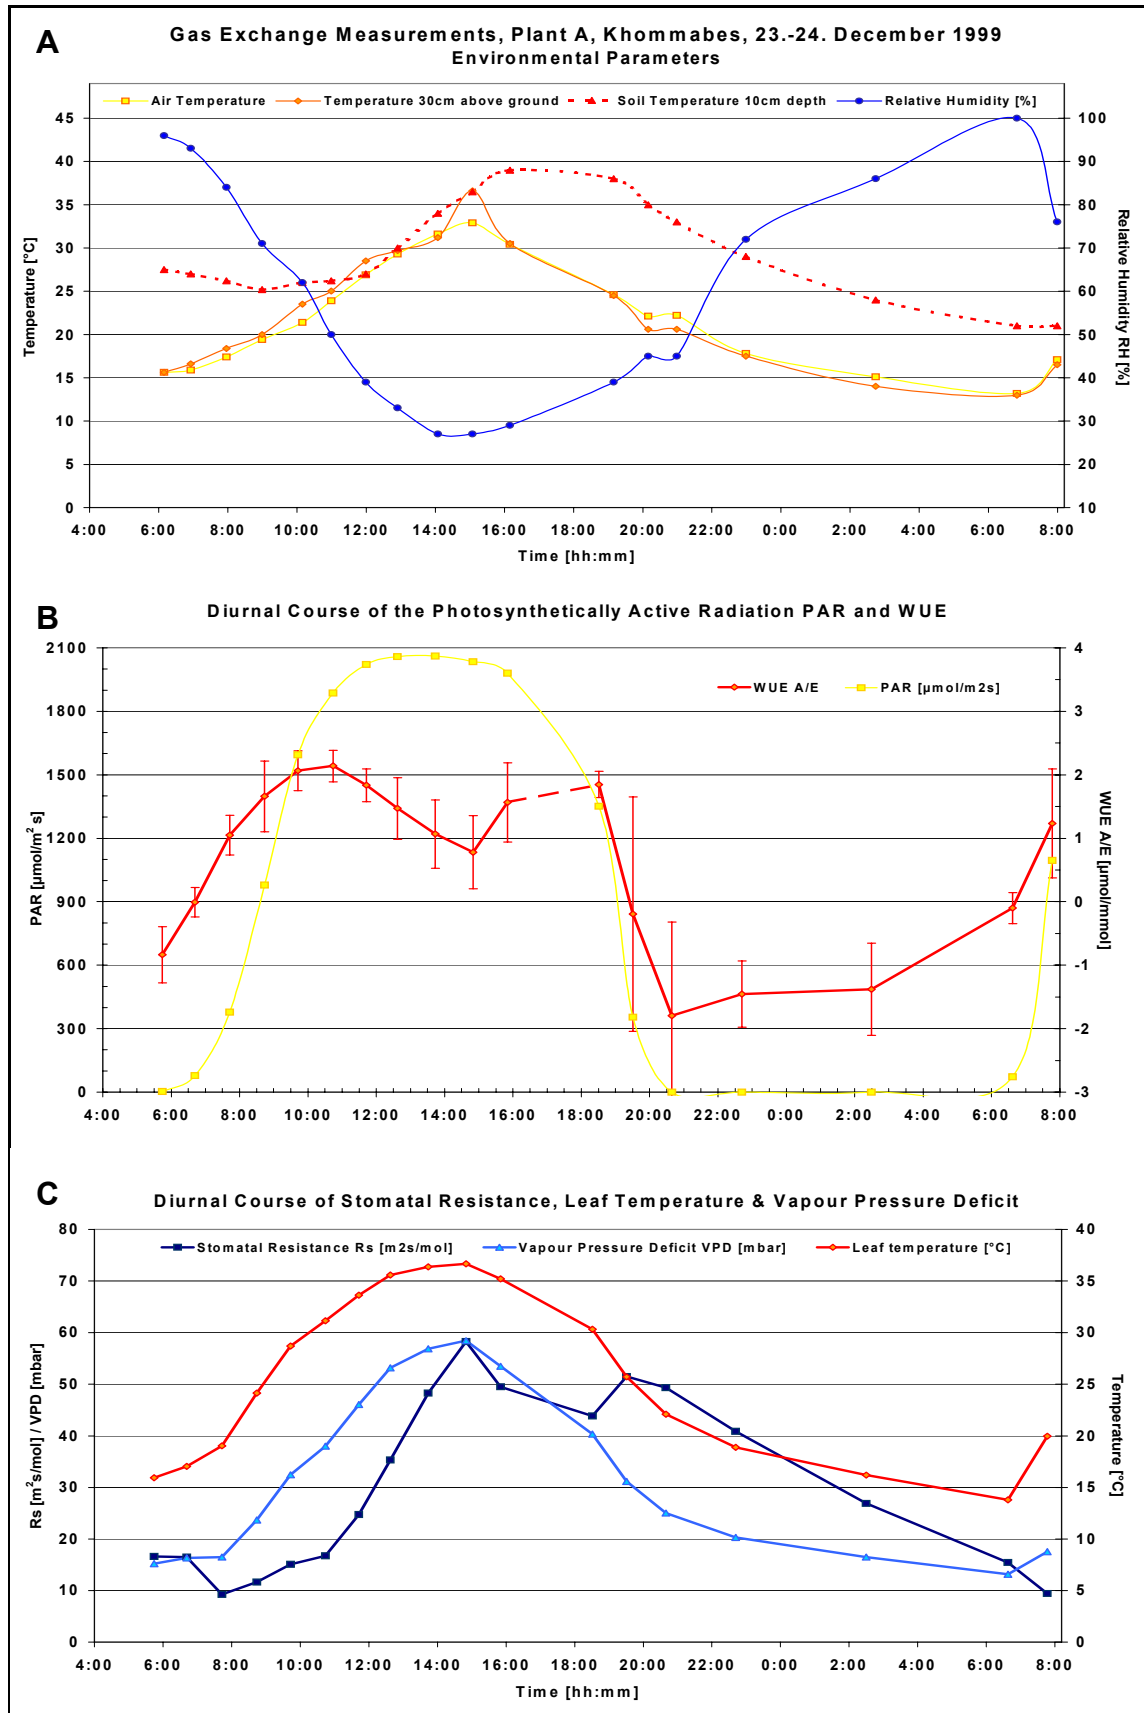 A
Gas Exchange Measurements, Plant A, Khommabes, 23.-24. December 1999
Environmental Parameters
Air Temperature
Temperature 30cm above ground
Soil Temperature 10cm depth
Relative Humidity [%]
Temperature [°C]
45
40
35
30
25
20
15
10
5
0
100
90
80
70
60
50
40
30
20
10
Relative Humidity RH [%]
4:00 6:00 8:00 10:00 12:00 14:00 16:00 18:00 20:00 22:00 0:00 2:00 4:00 6:00 8:00
Time [hh:mm]
B
Diurnal Course of the Photosynthetically Active Radiation PAR and WUE
WUE A/E
PAR [µmol/m2s]
PAR [µmol/m² s]
2100
1800
1500
1200
900
600
300
0
4
3
2
1
0
-1
-2
-3
WUE A/E [µmol/mmol]
4:00 6:00 8:00 10:00 12:00 14:00 16:00 18:00 20:00 22:00 0:00 2:00 4:00 6:00 8:00
C
Diurnal Course of Stomatal Resistance, Leaf Temperature & Vapour Pressure Deficit
Stomatal Resistance Rs [m2s/mol]
Vapour Pressure Deficit VPD [mbar]
Leaf temperature [°C]
Rs [m²s/mol] / VPD [mbar]
80
70
60
50
40
30
20
10
0
40
35
30
25
20
15
10
5
0
Temperature [°C]
4:00 6:00 8:00 10:00 12:00 14:00 16:00 18:00 20:00 22:00 0:00 2:00 4:00 6:00 8:00
Time [hh:mm]